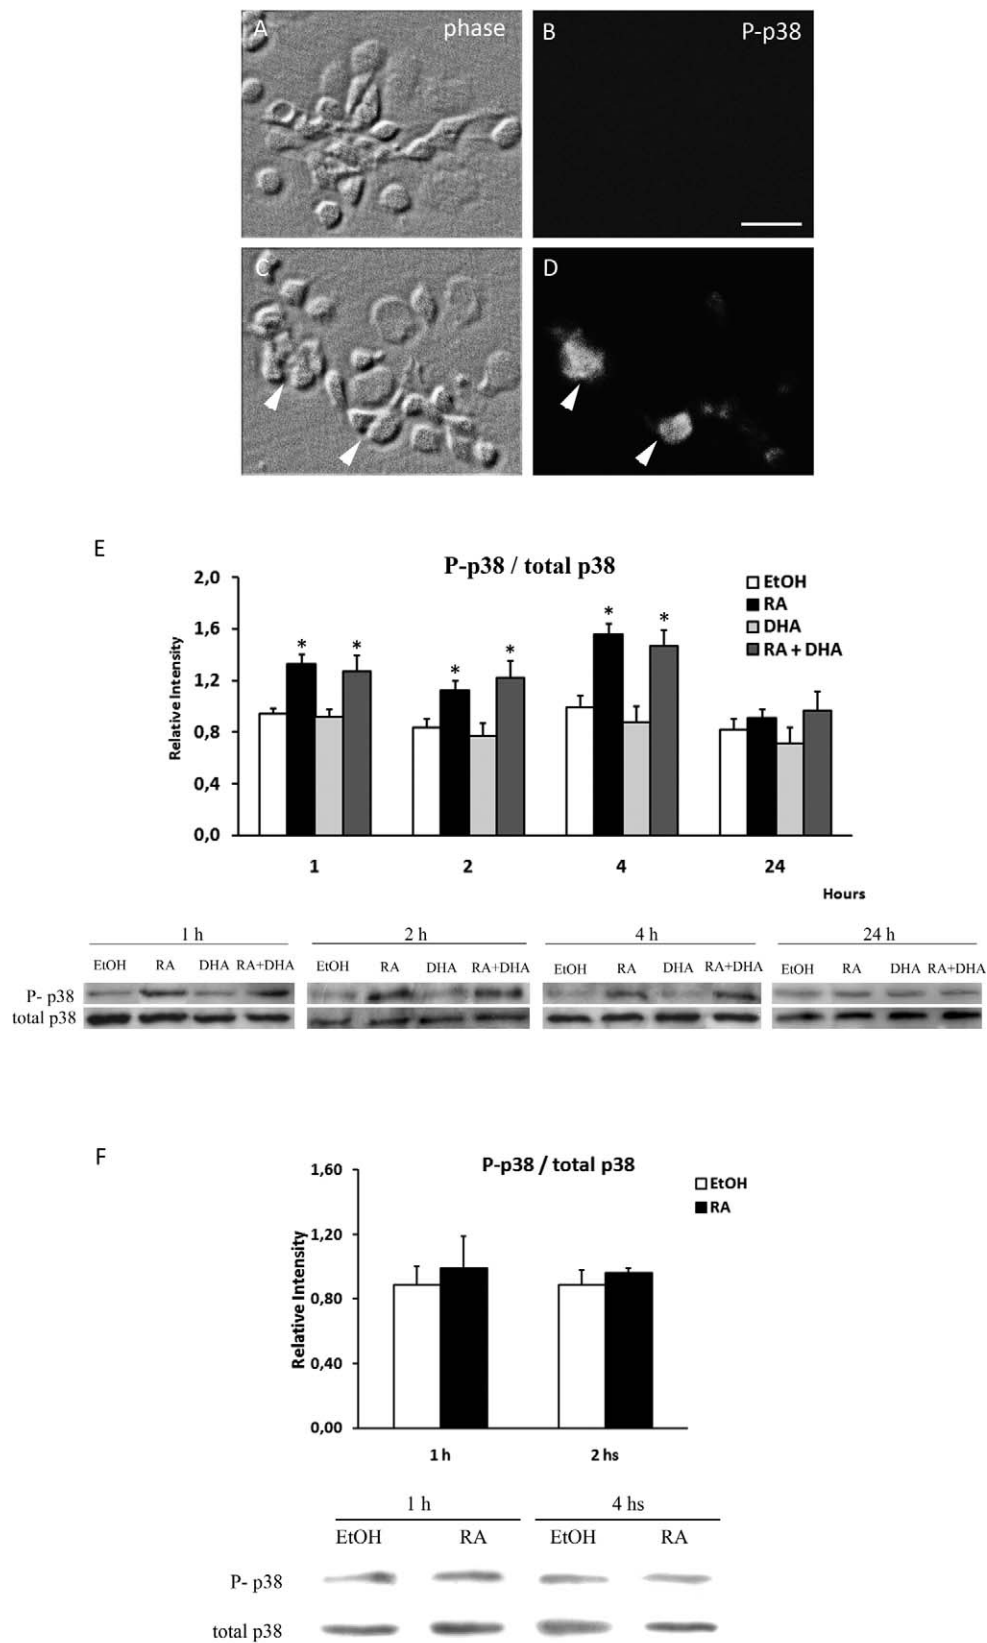 A phase
B P-p38
C
D
E
P-p38 / total p38
2,0
1,6
1,2
0,8
0,4
0,0
Relative Intensity
* * * * * *
EtOH
RA
DHA
RA + DHA
1 2 4 24
Hours
1 h 2 h 4 h 24 h
EtOH RA DHA RA+DHA EtOH RA DHA RA+DHA EtOH RA DHA RA+DHA EtOH RA DHA RA+DHA
P- p38
total p38
F
P-p38 / total p38
1,60
1,20
0,80
0,40
0,00
Relative Intensity
EtOH
RA
1 h 2 hs
1 h 4 hs
EtOH RA EtOH RA
P- p38
total p38